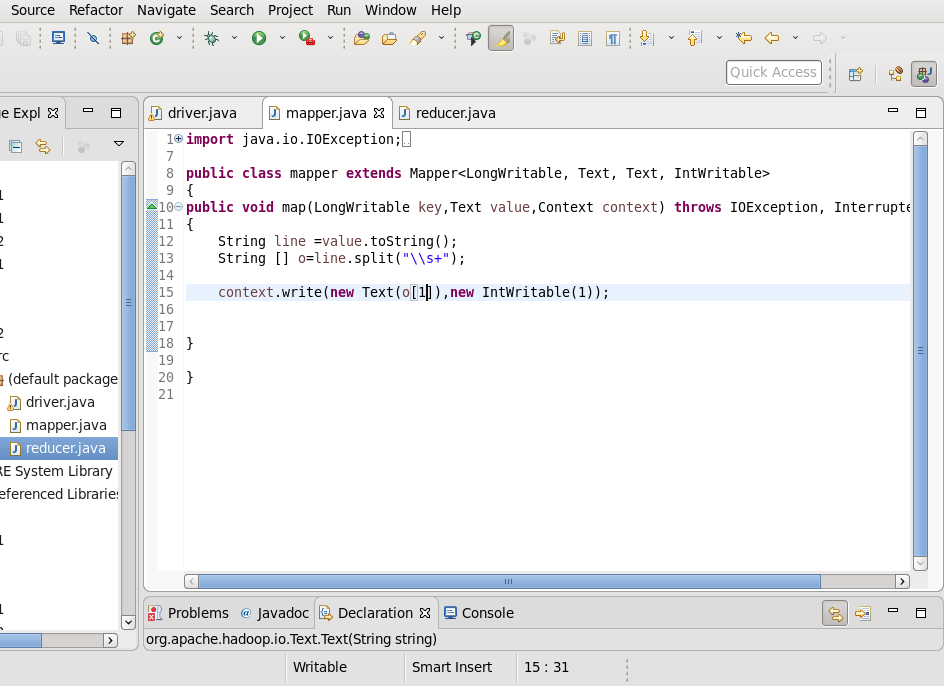 Source Refactor Navigate Search Project Run Window Help
Quick Access
e Expl
driver.java mapper.java reducer.java
1
1
2
1
2
rc
(default package
driver.java
mapper.java
reducer.java
RE System Library
eferenced Libraries
1
1
1 import java.io.IOException;
7
8 public class mapper extends Mapper<LongWritable, Text, Text, IntWritable>
9 {
10 public void map(LongWritable key,Text value,Context context) throws IOException, Interrupte
11 {
12 String line =value.toString();
13 String [] o=line.split("\\s+");
14
15 context.write(new Text(o[1]),new IntWritable(1));
16
17
18 }
19
20 }
21
Problems Javadoc Declaration Console
org.apache.hadoop.io.Text.Text(String string)
Writable Smart Insert 15 : 31